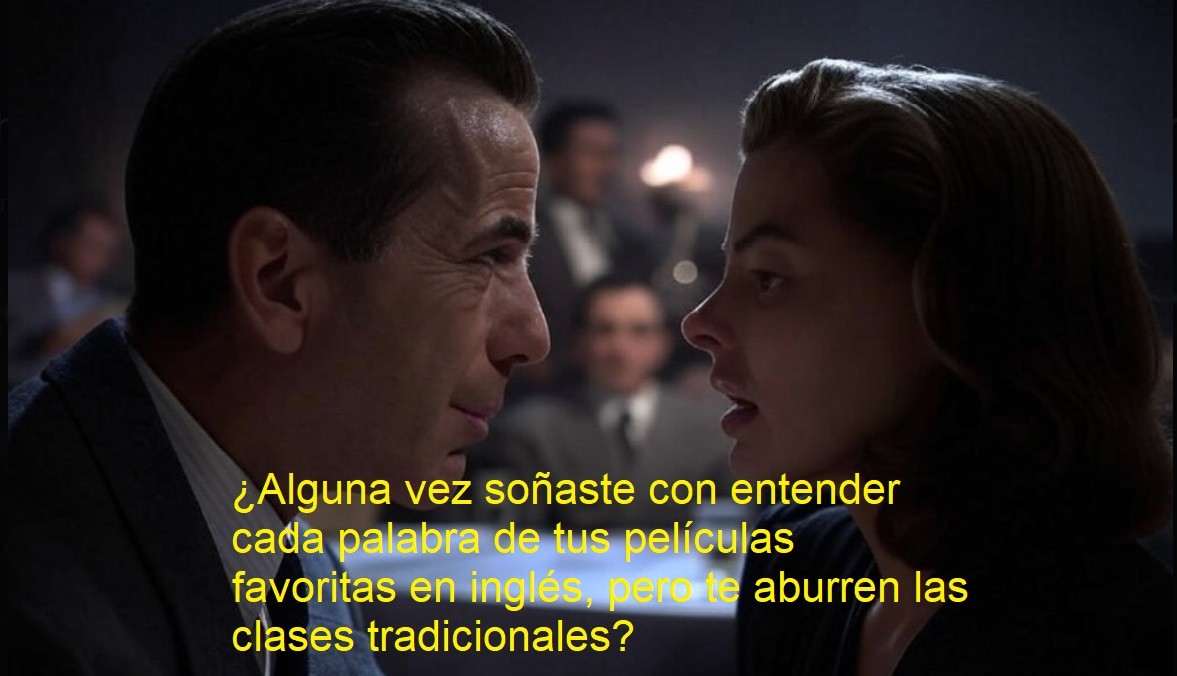 ¿Alguna vez soñaste con entender
cada palabra de tus películas
favoritas en inglés, pero te aburren las
clases tradicionales?